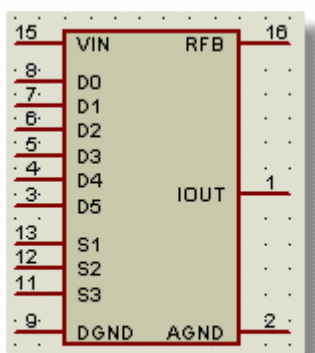 15 VIN RFB 16
8 D0
7 D1
6 D2
5 D3
4 D4
3 D5
IOUT 1
13 S1
12 S2
11 S3
9 DGND AGND 2